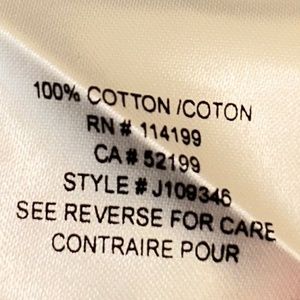 100% COTTON /COTON
RN # 114199
CA # 52199
STYLE # J109346
SEE REVERSE FOR CARE
CONTRAIRE POUR